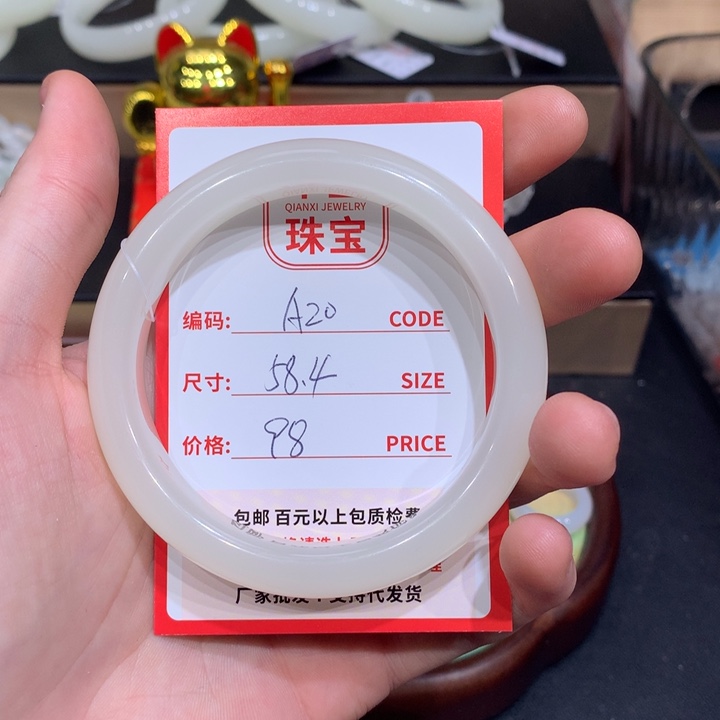 QIANXI JEWELRY
珠宝
编码: A20 CODE
尺寸: 58.4 SIZE
价格: 98 PRICE
包邮 百元以上包质检费
厂家批发！支持代发货